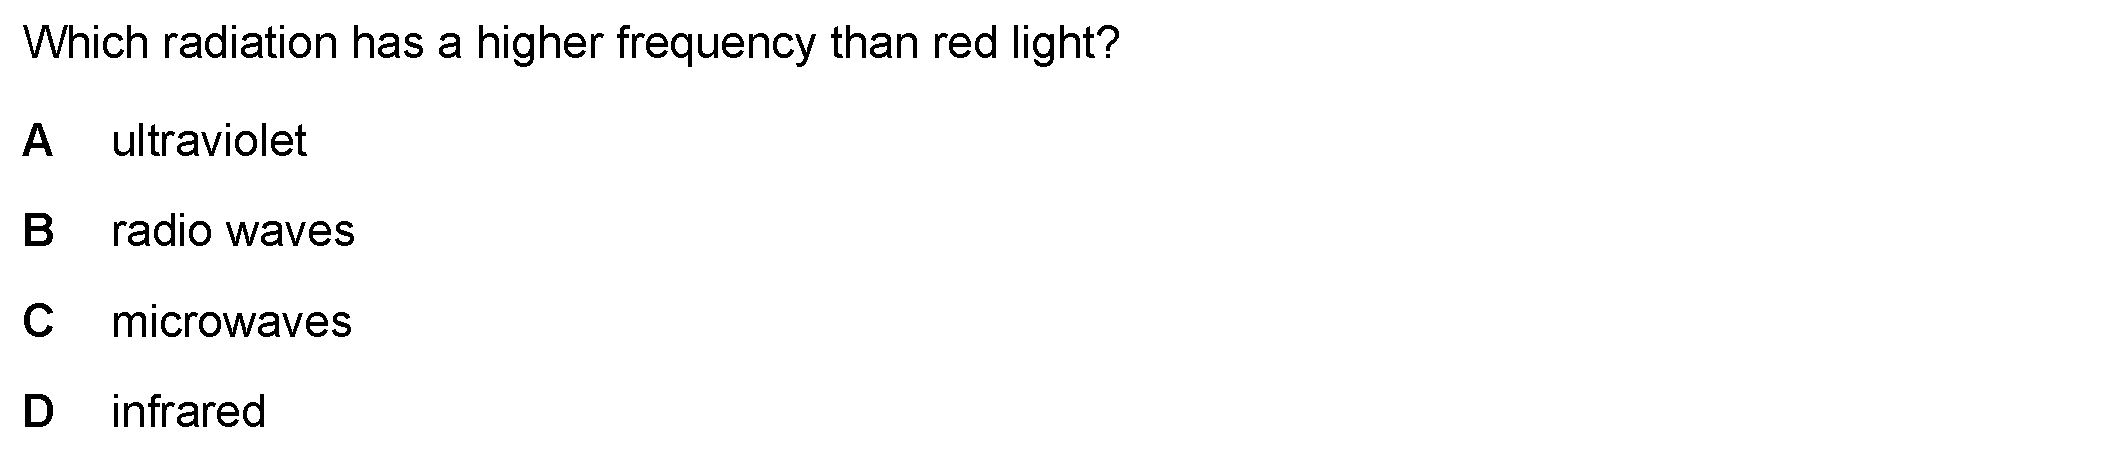 Which radiation has a higher frequency than red light?
A ultraviolet
B radio waves
C microwaves
D infrared